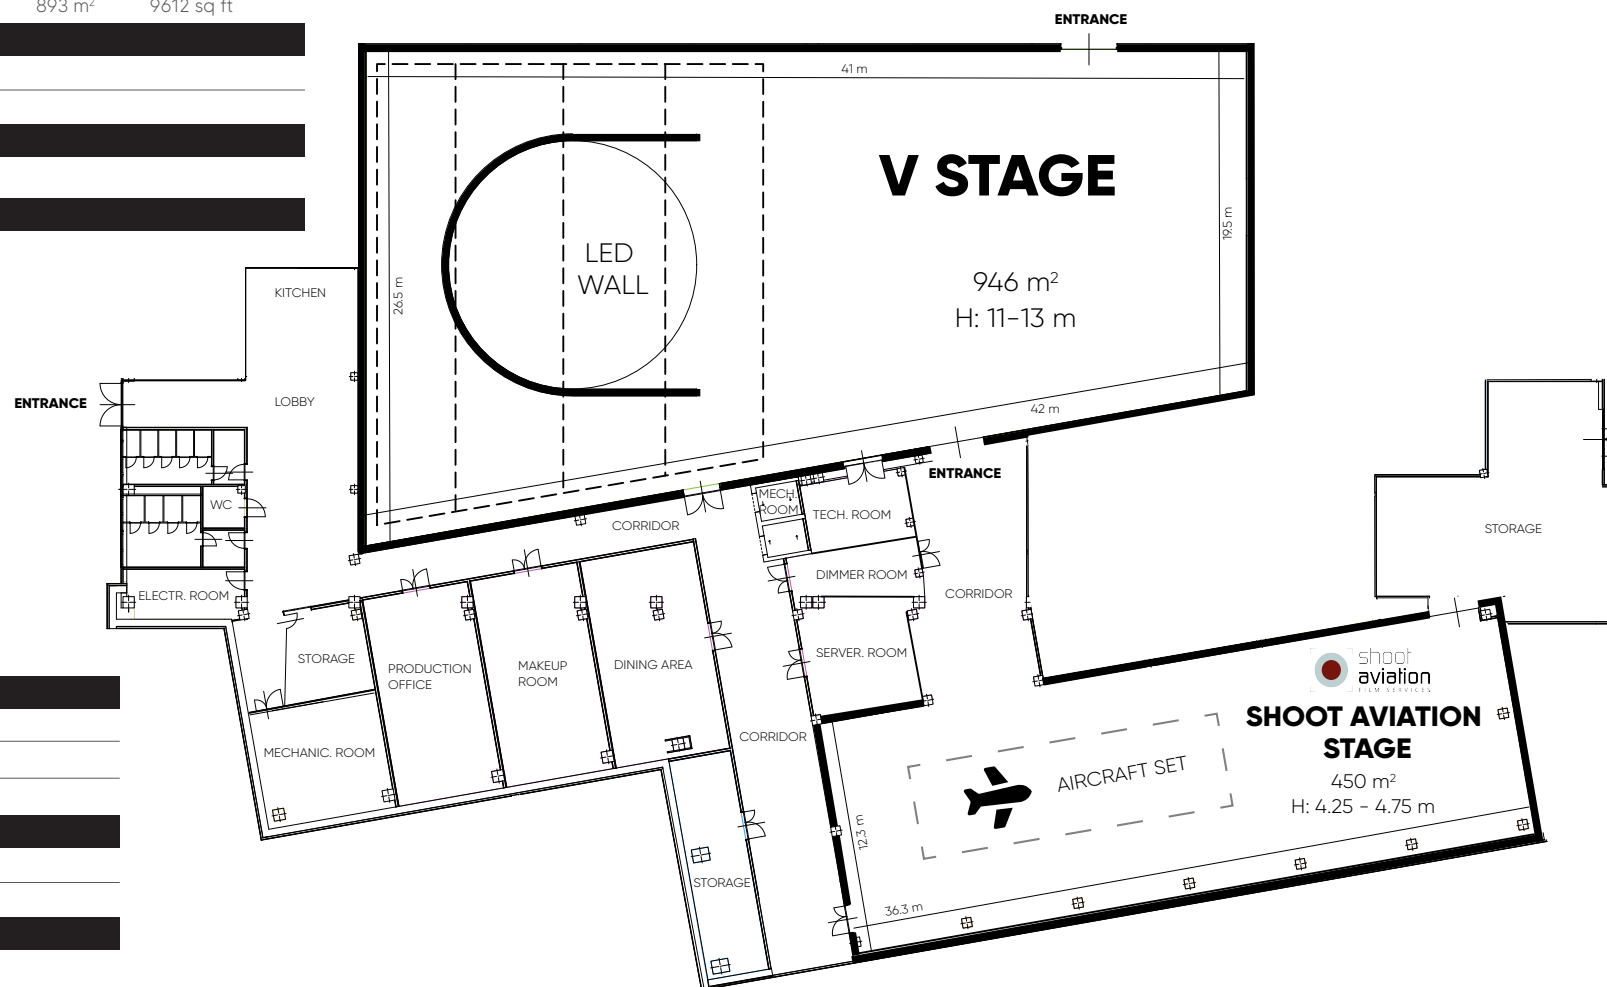 893 m² 9612 sq ft
ENTRANCE
41 m
V STAGE
19.5 m
LED
WALL
946 m²
H: 11-13 m
26.5 m
KITCHEN
ENTRANCE
LOBBY
42 m
ENTRANCE
WC
MECH.
ROOM
TECH. ROOM
CORRIDOR
STORAGE
DIMMER ROOM
ELECTR. ROOM
CORRIDOR
STORAGE
PRODUCTION
OFFICE
MAKEUP
ROOM
DINING AREA
SERVER. ROOM
shoot
aviation
FILM SERVICES
SHOOT AVIATION
STAGE
MECHANIC. ROOM
CORRIDOR
AIRCRAFT SET
450 m²
H: 4.25 - 4.75 m
12.3 m
STORAGE
36.3 m